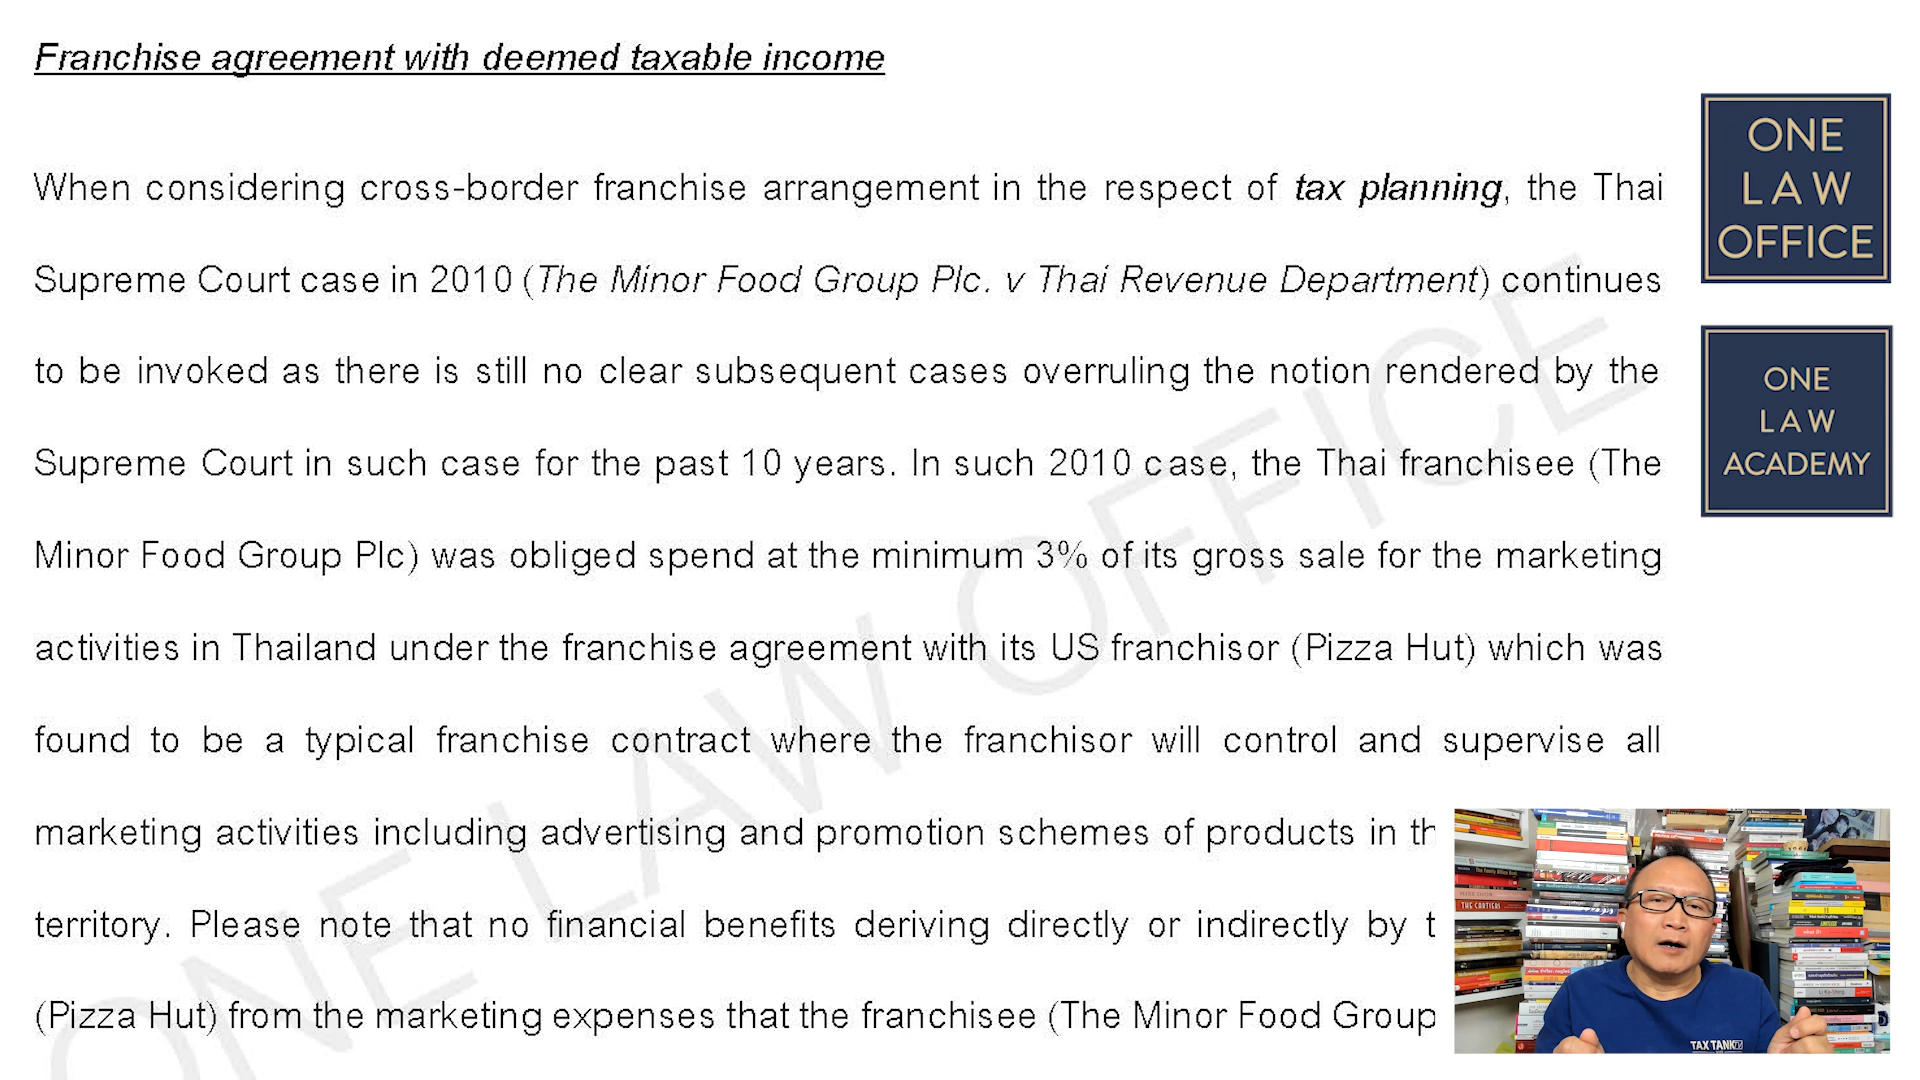 Franchise agreement with deemed taxable income
When considering cross-border franchise arrangement in the respect of tax planning, the Thai
Supreme Court case in 2010 (The Minor Food Group Plc. v Thai Revenue Department) continues
to be invoked as there is still no clear subsequent cases overruling the notion rendered by the
Supreme Court in such case for the past 10 years. In such 2010 case, the Thai franchisee (The
Minor Food Group Plc) was obliged spend at the minimum 3% of its gross sale for the marketing
activities in Thailand under the franchise agreement with its US franchisor (Pizza Hut) which was
found to be a typical franchise contract where the franchisor will control and supervise all
marketing activities including advertising and promotion schemes of products in th
territory. Please note that no financial benefits deriving directly or indirectly by t
(Pizza Hut) from the marketing expenses that the franchisee (The Minor Food Group
ONE LAW OFFICE
ONE
LAW
OFFICE
ONE
LAW
ACADEMY
THE CARTIERS
TAX TANK